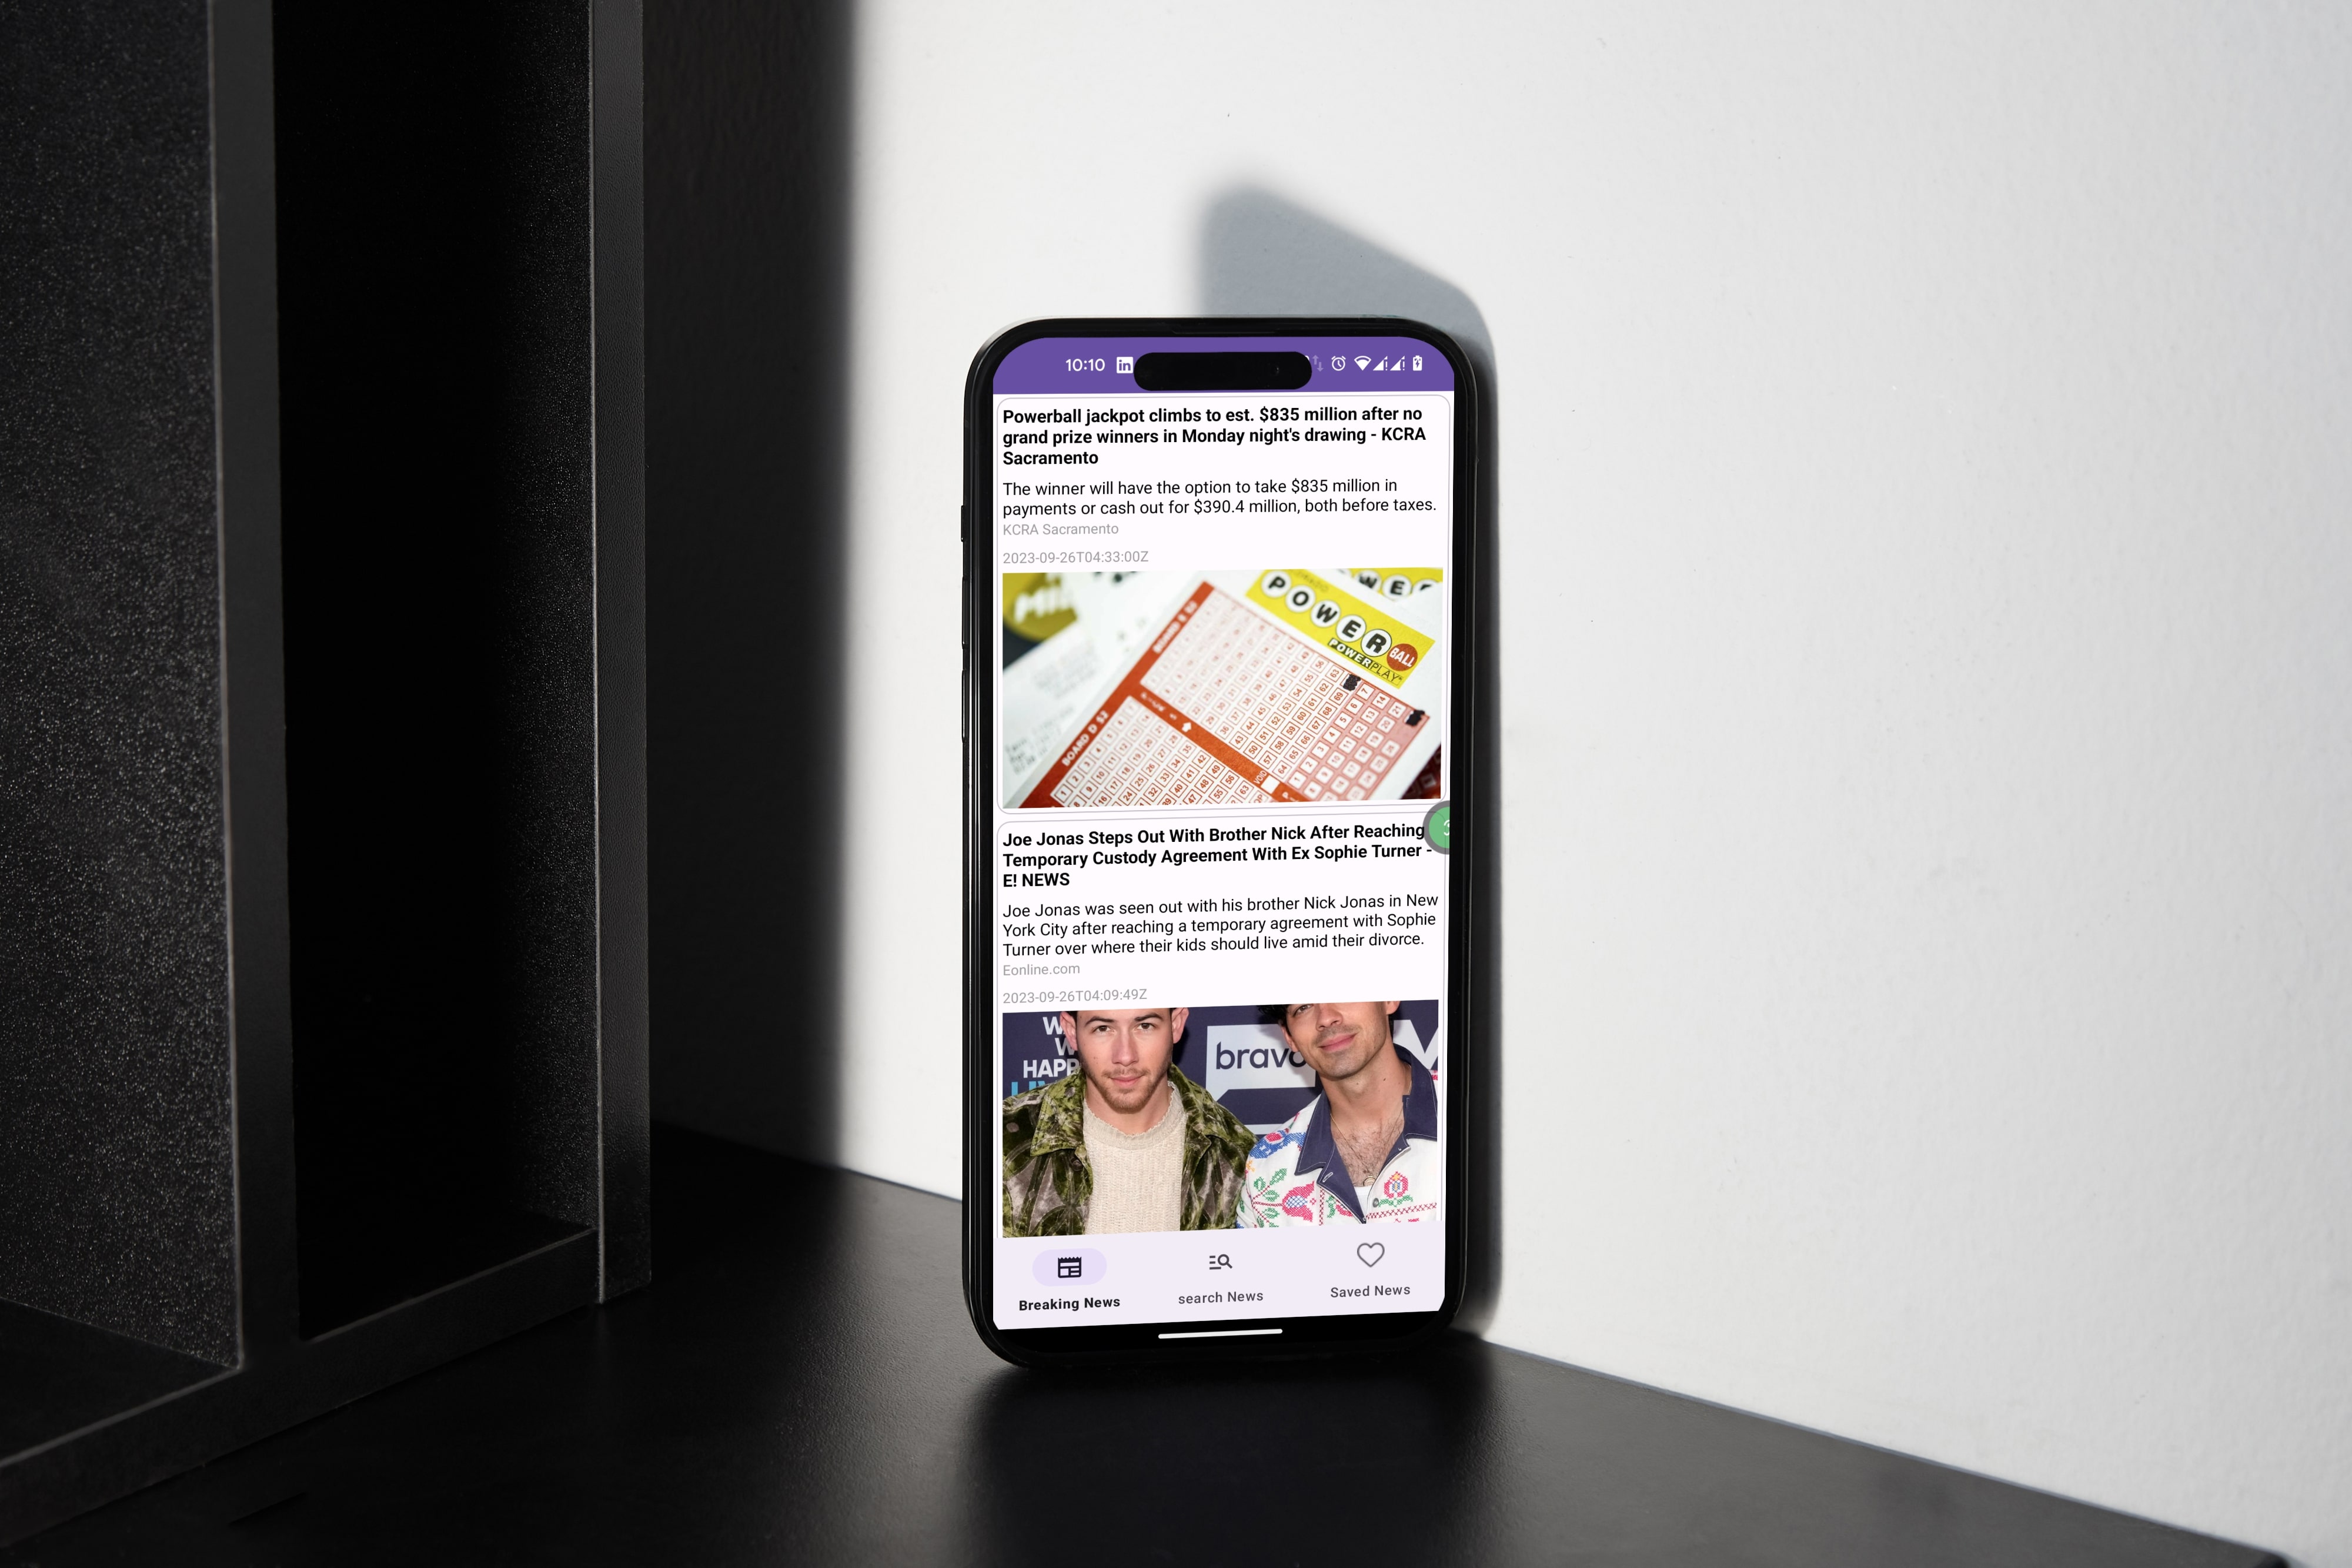 10:10 in
Powerball jackpot climbs to est. $835 million after no
grand prize winners in Monday night's drawing - KCRA
Sacramento
The winner will have the option to take $835 million in
payments or cash out for $390.4 million, both before taxes.
KCRA Sacramento
2023-09-26T04:33:00Z
POWER BALL
POWERPLAY
BOARD D $2
Joe Jonas Steps Out With Brother Nick After Reaching
Temporary Custody Agreement With Ex Sophie Turner -
E! NEWS
Joe Jonas was seen out with his brother Nick Jonas in New
York City after reaching a temporary agreement with Sophie
Turner over where their kids should live amid their divorce.
Eonline.com
2023-09-26T04:09:49Z
W
W
HAPP
bravo
Breaking News
search News
Saved News